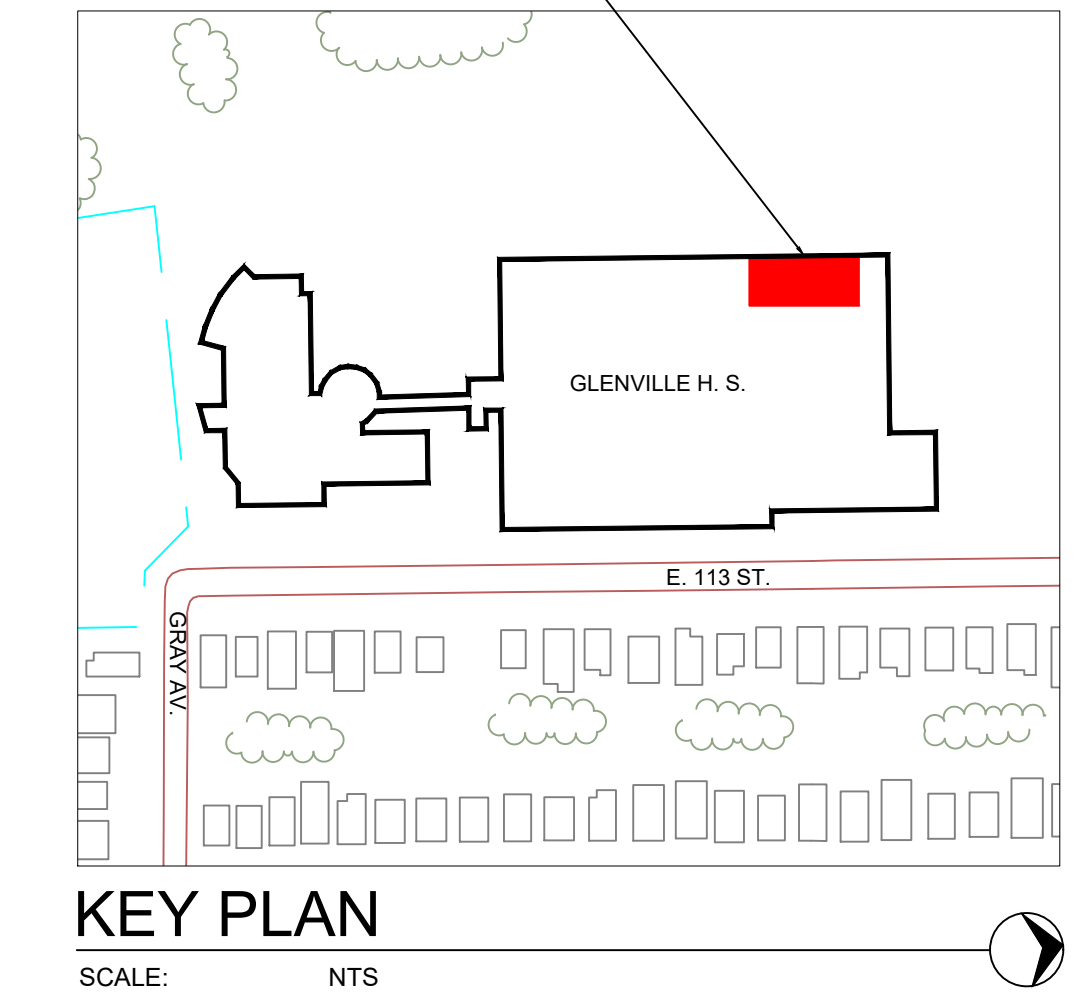 GLENVILLE H. S.
E. 113 ST.
GRAY AV.
KEY PLAN
SCALE: NTS